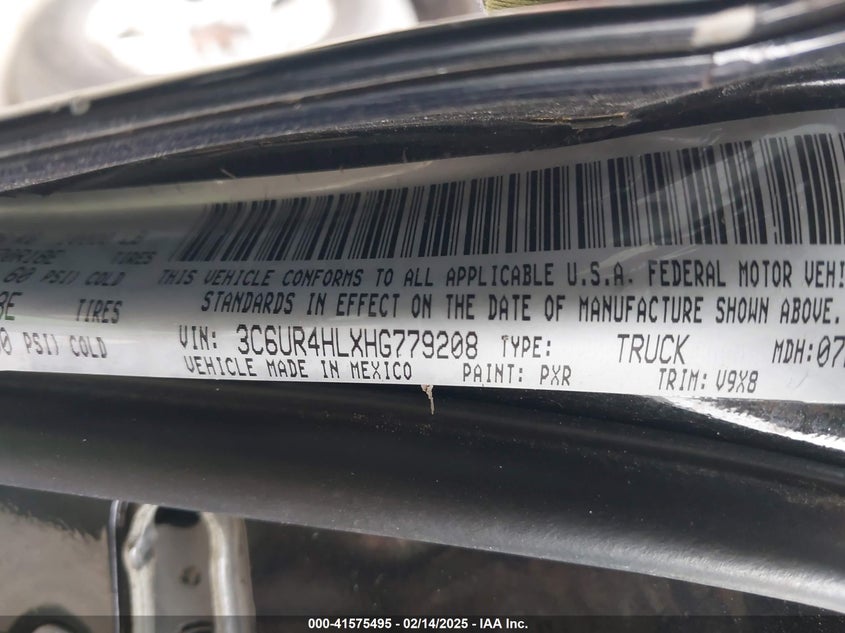 TIRES
60 PSI) COLD
TIRES
0 PSI) COLD
THIS VEHICLE CONFORMS TO ALL APPLICABLE U.S.A. FEDERAL MOTOR VEH
STANDARDS IN EFFECT ON THE DATE OF MANUFACTURE SHOWN ABOVE.
VIN: 3C6UR4HLXHG779208 TYPE: TRUCK MDH:07
VEHICLE MADE IN MEXICO PAINT: PXR TRIM: V9X8
000-41575495 - 02/14/2025 - IAA Inc.